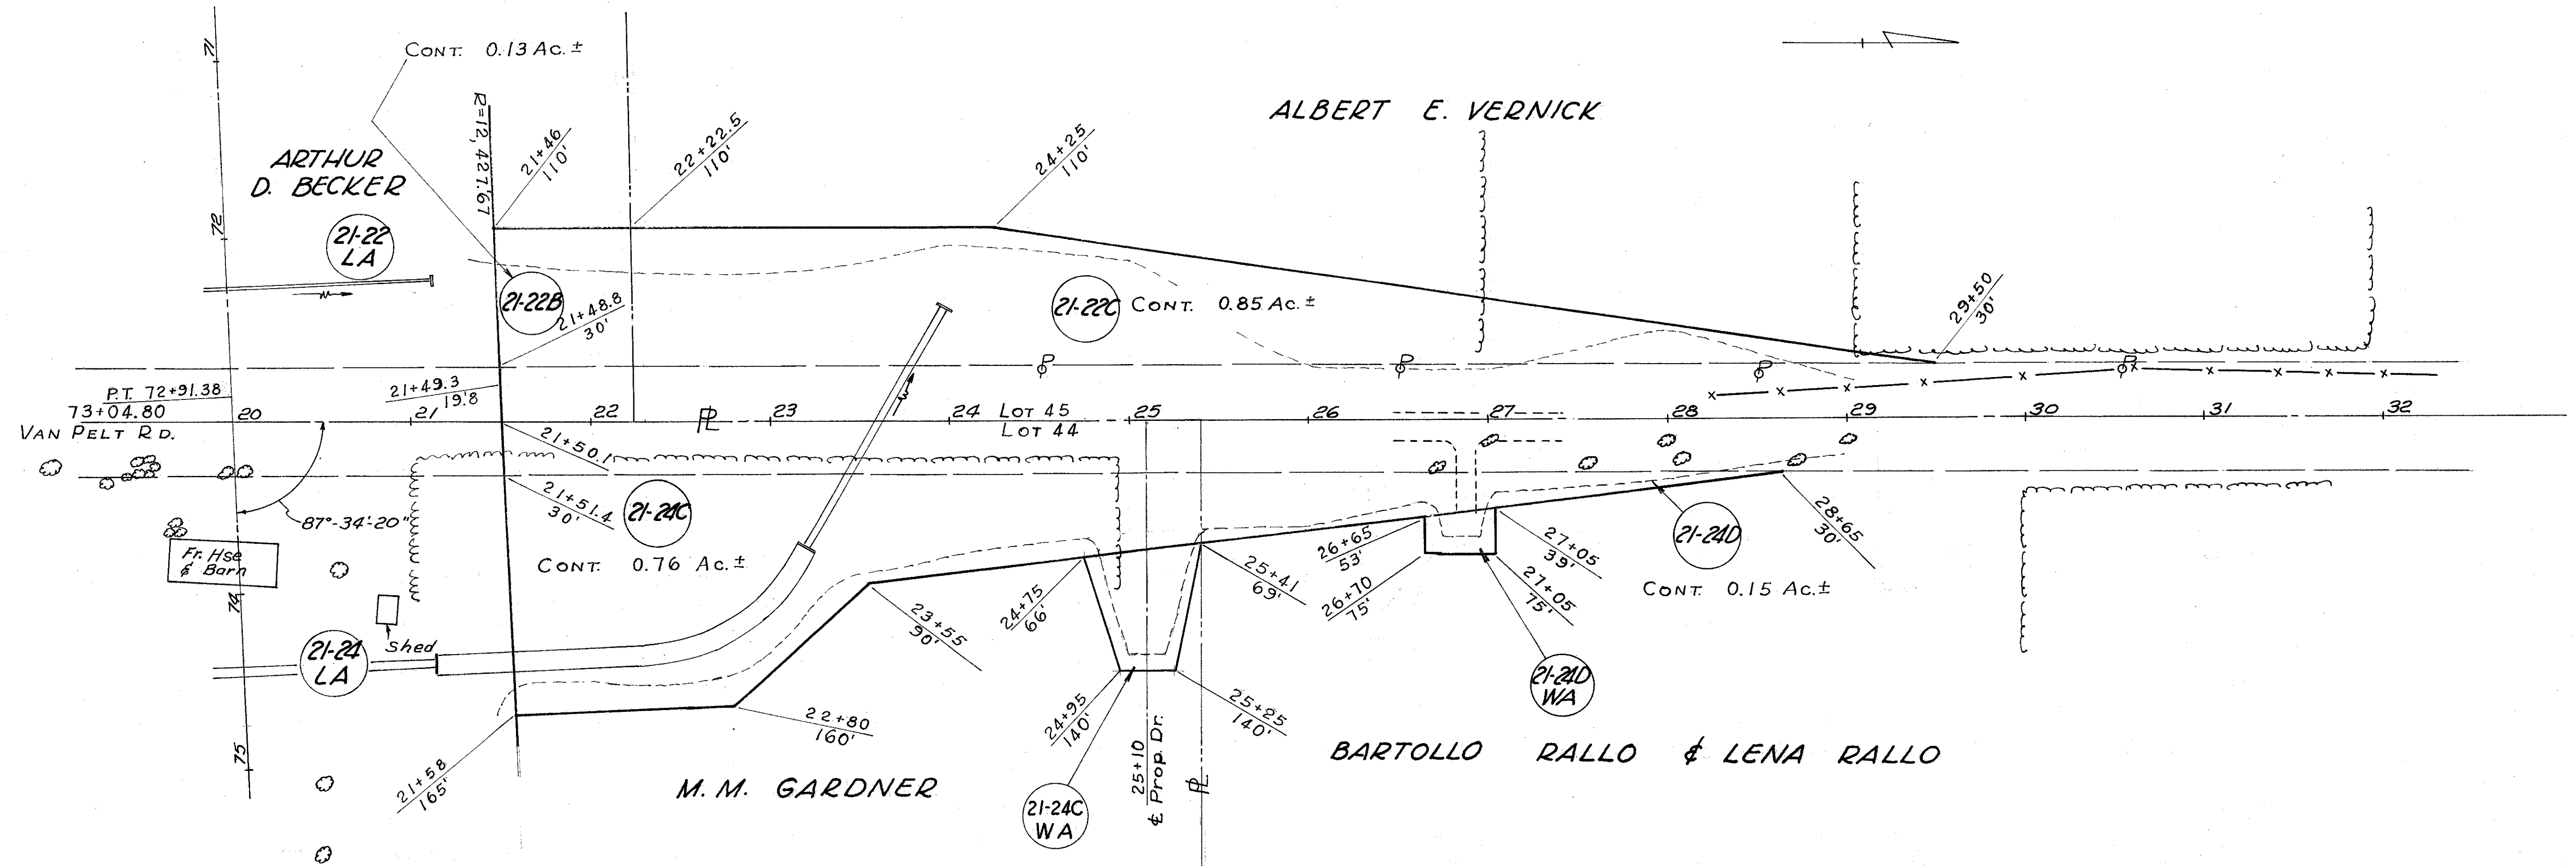 CONT. 0.13 AC. ±
71
ALBERT E. VERNICK
R=12,427.67
21+46
110'
22+22.5
110'
24+25
110'
ARTHUR
D. BECKER
72
21-22
LA
21-22B
21+48.8
30'
21-22C
CONT. 0.85 AC. ±
29+50
30'
P
P
P
P
P.T. 72+91.38
73+04.80
VAN PELT RD.
21+49.3
19.8
20
21
22
23
24
25
26
27
28
29
30
31
32
PL
LOT 45
LOT 44
21+50.1
21+51.4
30'
21-24C
CONT. 0.76 AC. ±
87°-34'-20"
Fr. Hse
& Barn
74
Shed
21-24
LA
75
21+58
165'
22+80
160'
23+55
90'
24+75
66'
25+41
69'
26+65
53'
26+70
75'
27+05
39'
27+05
75'
21-24D
CONT. 0.15 AC. ±
28+65
30'
24+95
140'
25+25
140'
21-24D
WA
25+10
℄ Prop. Dr.
PL
21-24C
WA
M. M. GARDNER
BARTOLLO RALLO & LENA RALLO